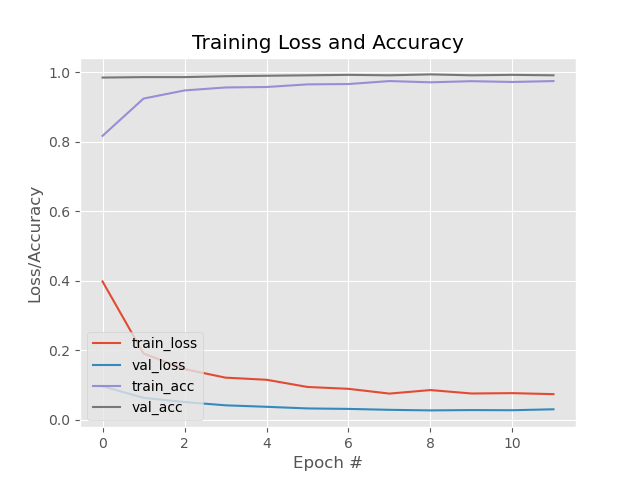 Training Loss and Accuracy
1.0
0.8
0.6
0.4
0.2
0.0
Loss/Accuracy
train_loss
val_loss
train_acc
val_acc
0 2 4 6 8 10
Epoch #